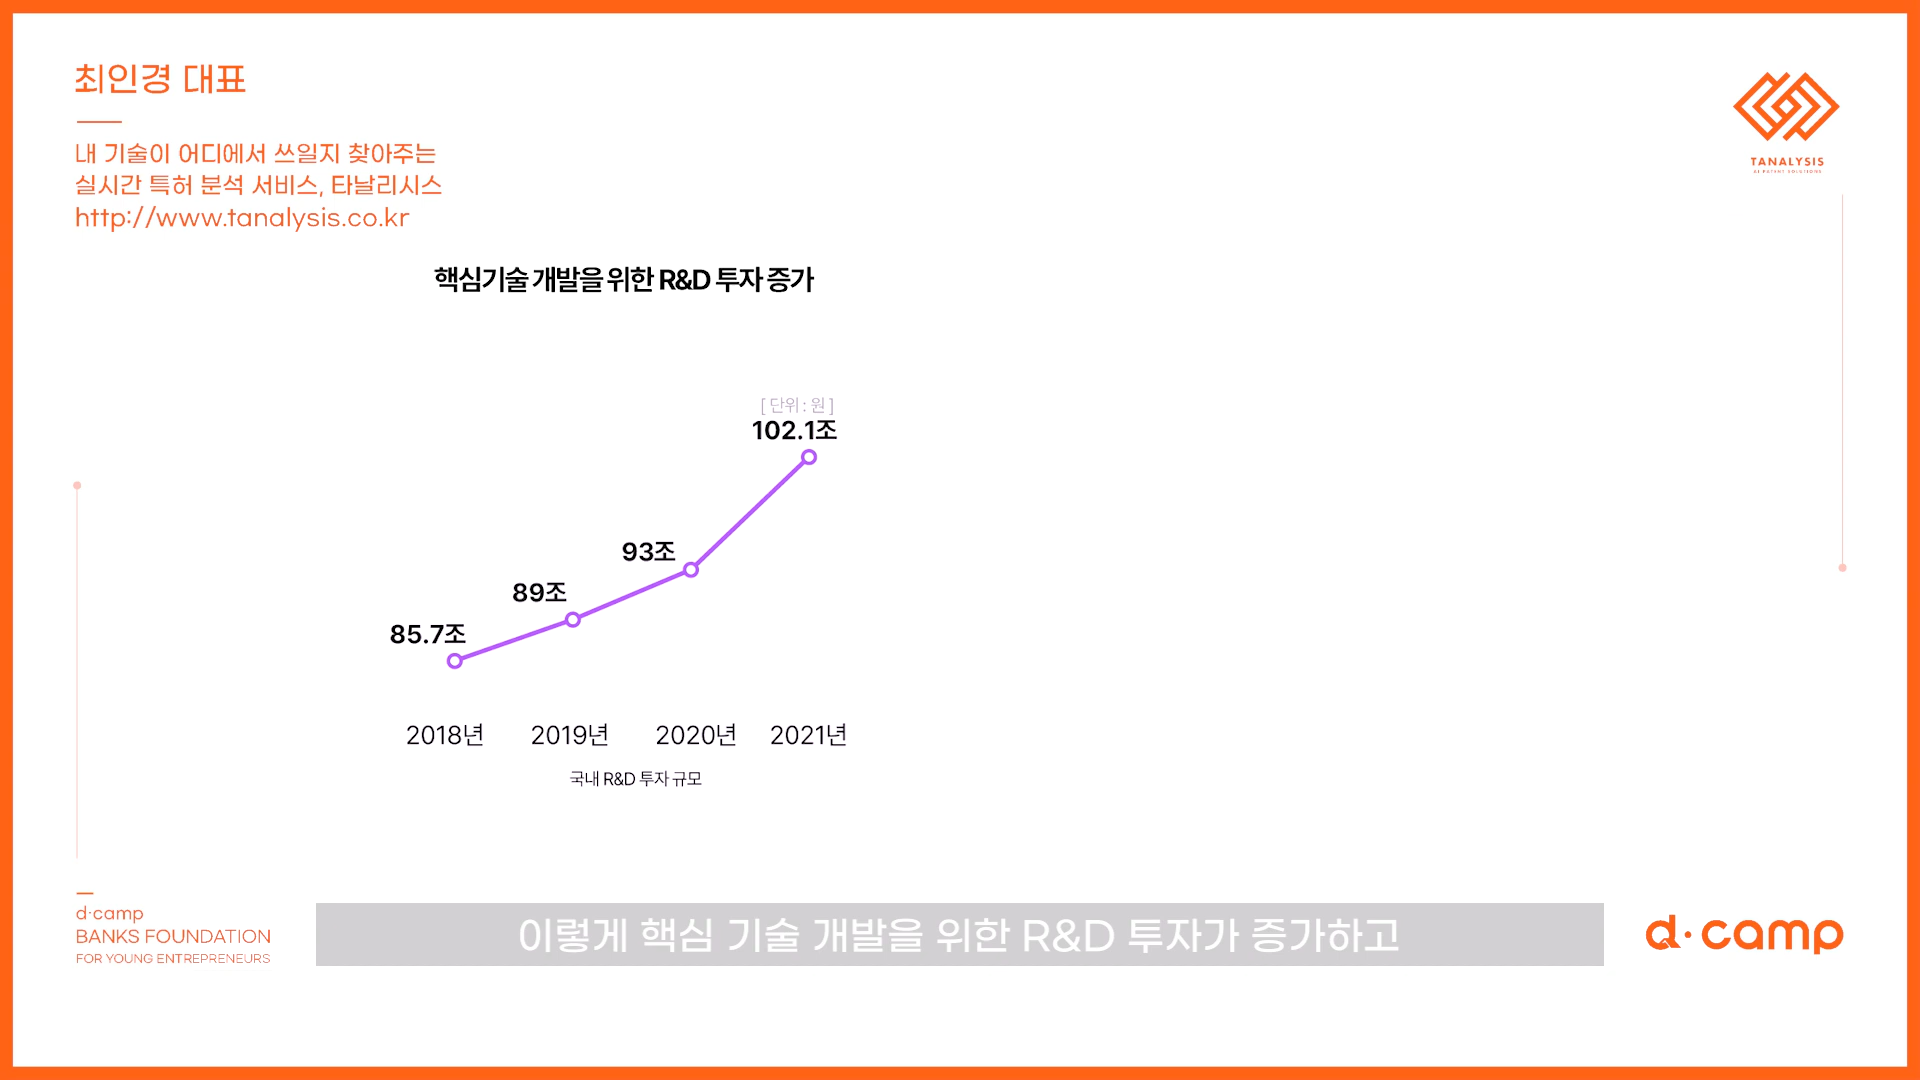 최인경 대표
내 기술이 어디에서 쓰일지 찾아주는
실시간 특허 분석 서비스, 타날리시스
http://www.tanalysis.co.kr
TANALYSIS
AI PATENT SOLUTIONS
핵심기술 개발을 위한 R&D 투자 증가
[ 단위 : 원 ]
102.1조
93조
89조
85.7조
2018년 2019년 2020년 2021년
국내 R&D 투자 규모
d·camp
BANKS FOUNDATION
FOR YOUNG ENTREPRENEURS
이렇게 핵심 기술 개발을 위한 R&D 투자가 증가하고
d·camp